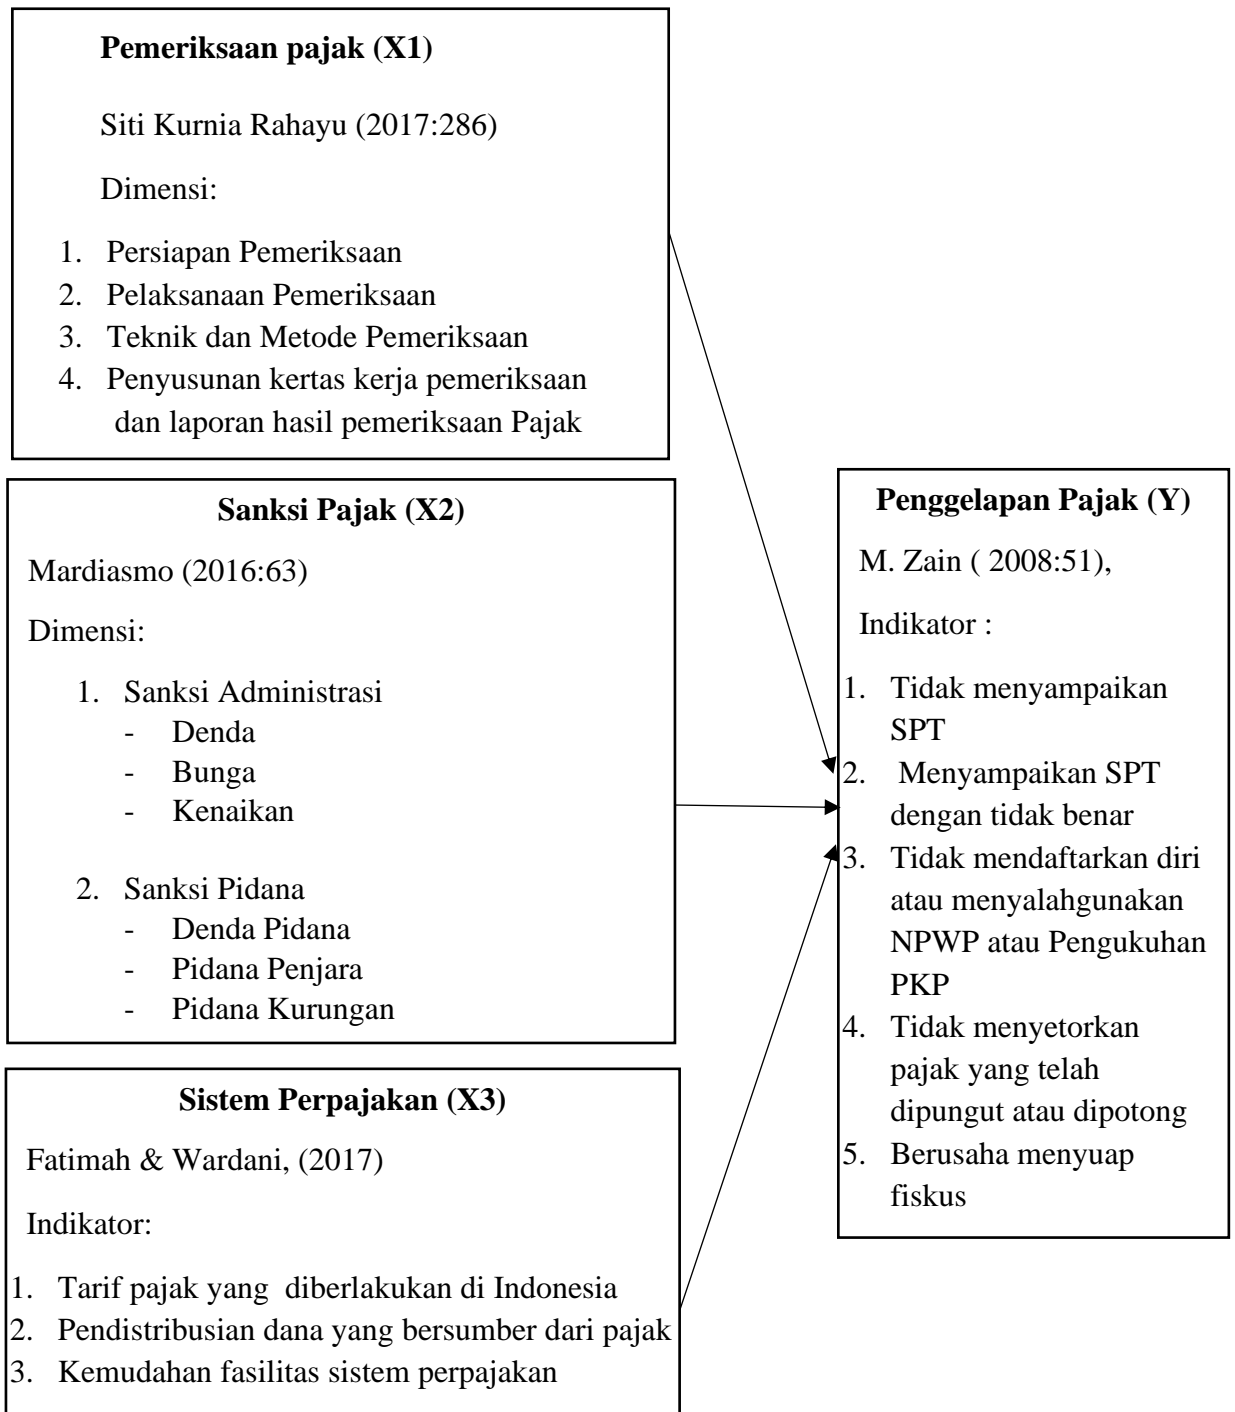 Pemeriksaan pajak (X1)
Siti Kurnia Rahayu (2017:286)
Dimensi:
1. Persiapan Pemeriksaan
2. Pelaksanaan Pemeriksaan
3. Teknik dan Metode Pemeriksaan
4. Penyusunan kertas kerja pemeriksaan
dan laporan hasil pemeriksaan Pajak
Sanksi Pajak (X2)
Mardiasmo (2016:63)
Dimensi:
1. Sanksi Administrasi
- Denda
- Bunga
- Kenaikan
2. Sanksi Pidana
- Denda Pidana
- Pidana Penjara
- Pidana Kurungan
Sistem Perpajakan (X3)
Fatimah & Wardani, (2017)
Indikator:
1. Tarif pajak yang diberlakukan di Indonesia
2. Pendistribusian dana yang bersumber dari pajak
3. Kemudahan fasilitas sistem perpajakan
Penggelapan Pajak (Y)
M. Zain ( 2008:51),
Indikator :
1. Tidak menyampaikan
SPT
2. Menyampaikan SPT
dengan tidak benar
3. Tidak mendaftarkan diri
atau menyalahgunakan
NPWP atau Pengukuhan
PKP
4. Tidak menyetorkan
pajak yang telah
dipungut atau dipotong
5. Berusaha menyuap
fiskus